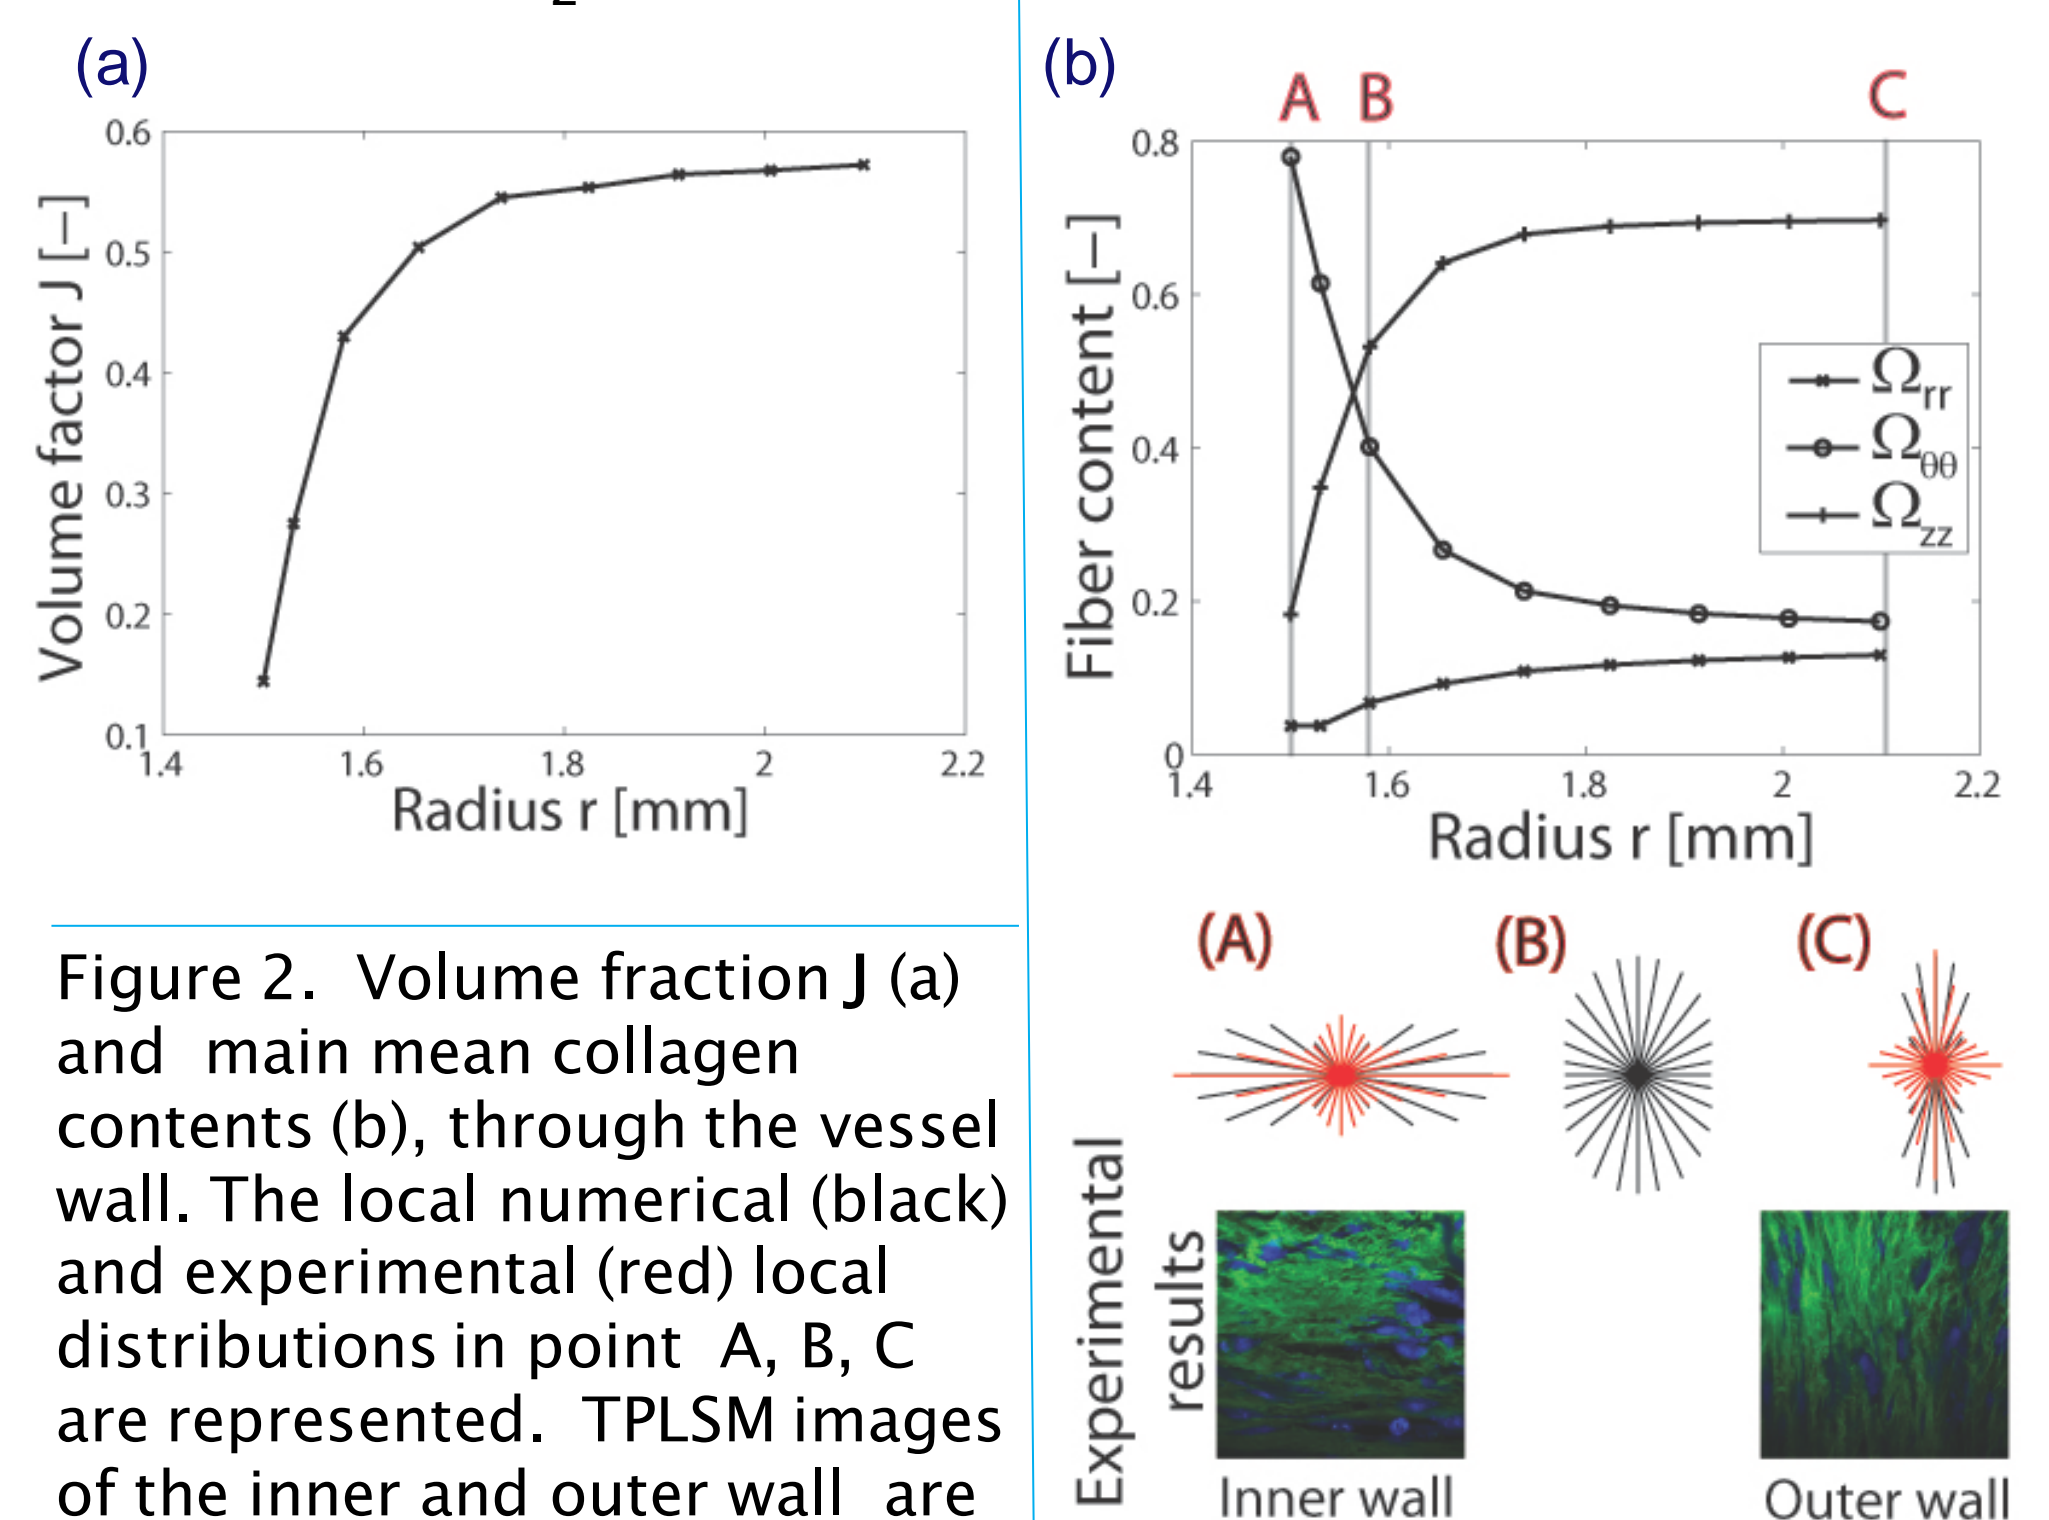 (a)
0.6
0.5
0.4
0.3
0.2
0.1
1.4
1.6
1.8
2
2.2
Volume factor J [−]
Radius r [mm]
Figure 2. Volume fraction J (a)
and main mean collagen
contents (b), through the vessel
wall. The local numerical (black)
and experimental (red) local
distributions in point A, B, C
are represented. TPLSM images
of the inner and outer wall are
(b)
A B C
0.8
0.6
0.4
0.2
0
1.4
1.6
1.8
2
2.2
Fiber content [−]
Radius r [mm]
Ωrr
Ωθθ
Ωzz
(A) (B) (C)
Experimental
results
Inner wall
Outer wall